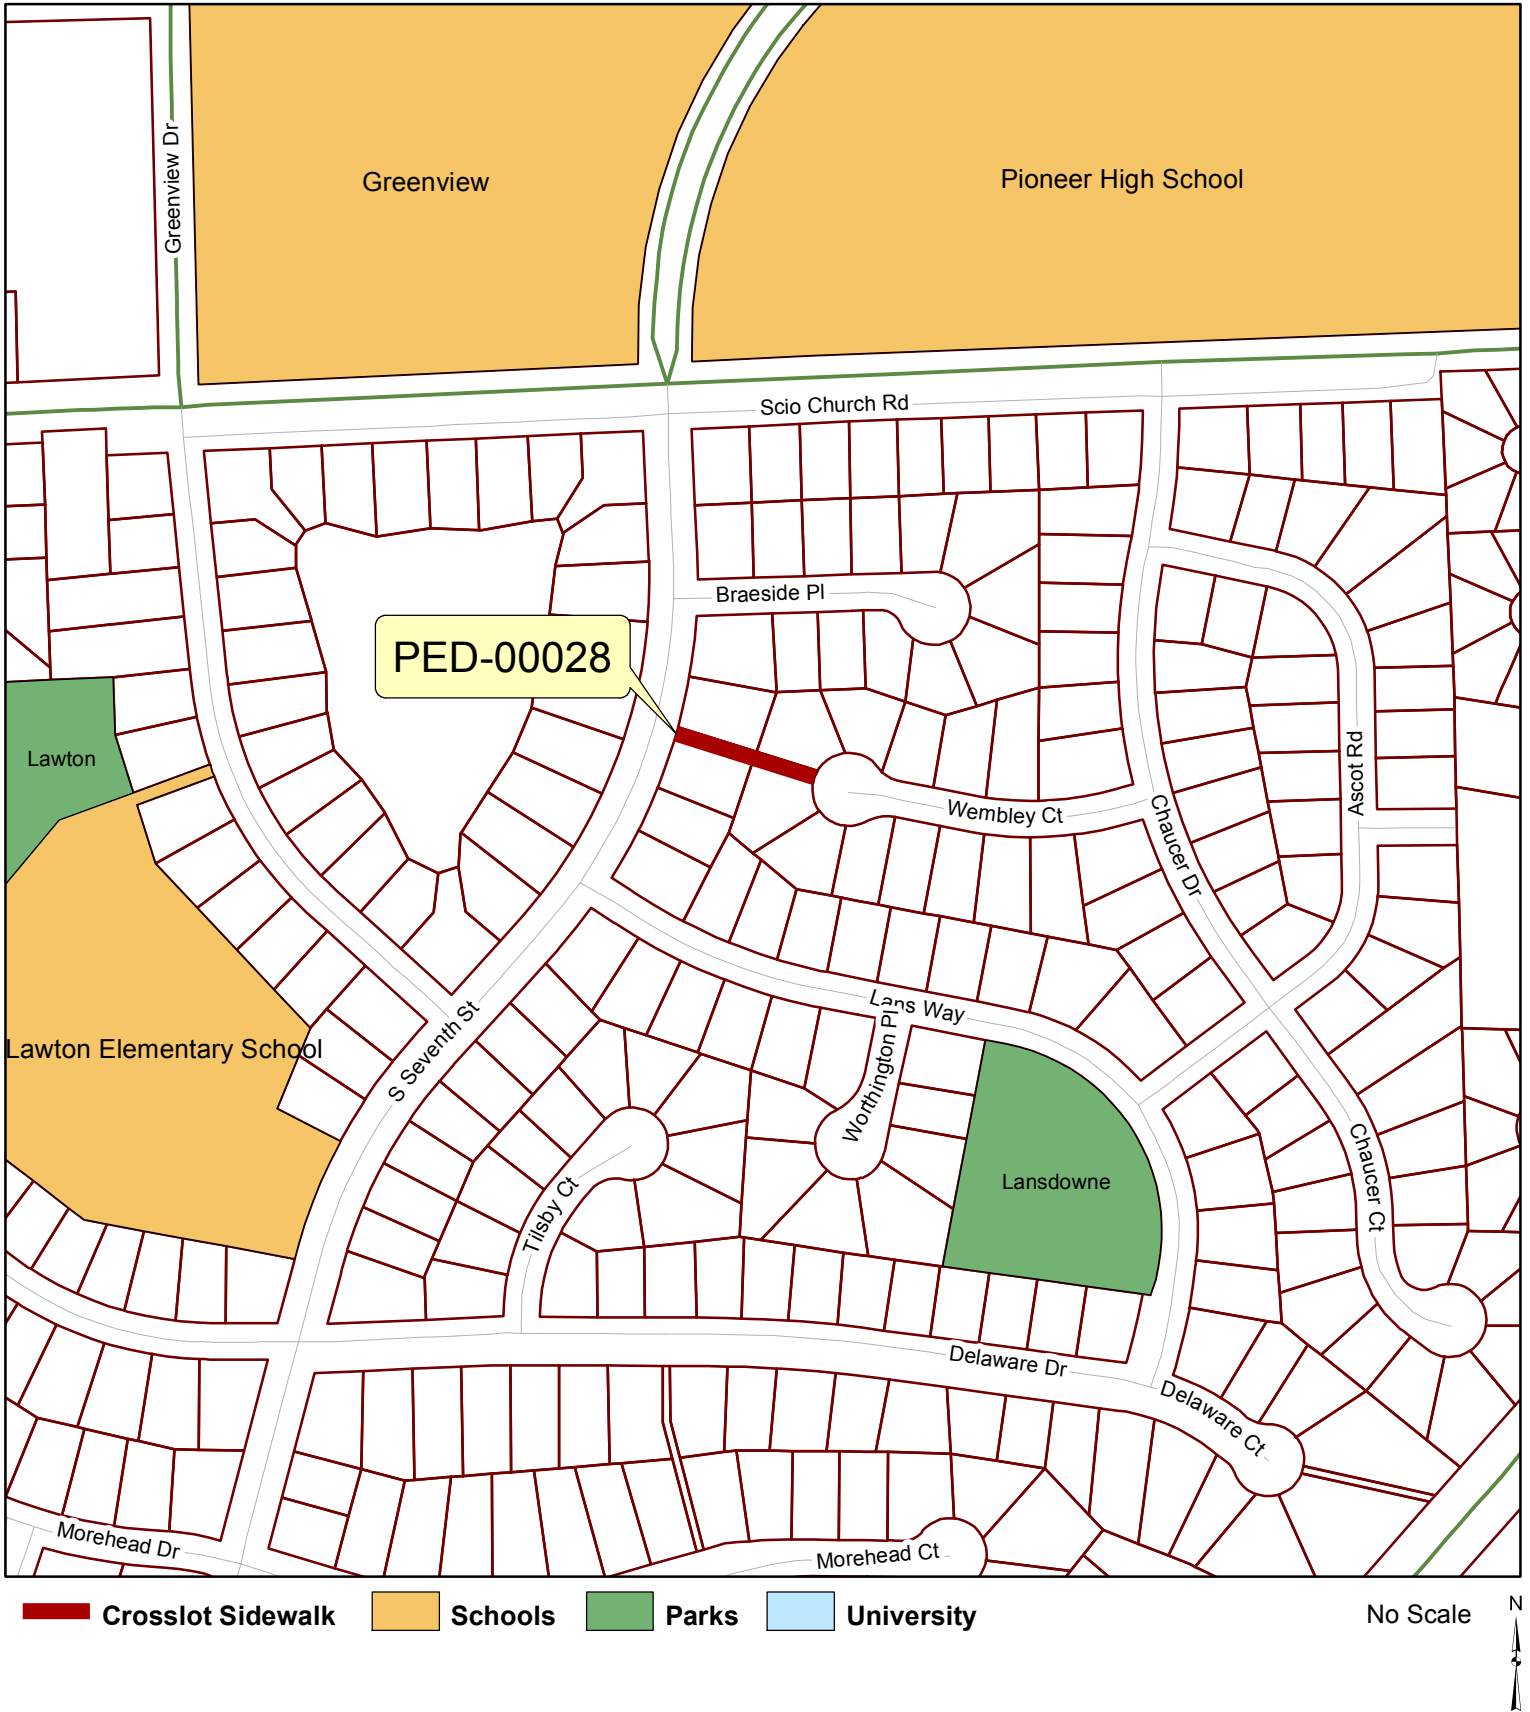 Greenview Dr
Greenview
Pioneer High School
Scio Church Rd
Braeside Pl
PED-00028
Lawton
Ascot Rd
Wembley Ct
Chaucer Dr
Lans Way
Worthington Pl
Lawton Elementary School
S Seventh St
Chaucer Ct
Lansdowne
Tilsby Ct
Delaware Dr
Delaware Ct
Morehead Dr
Morehead Ct
Crosslot Sidewalk
Schools
Parks
University
No Scale
N